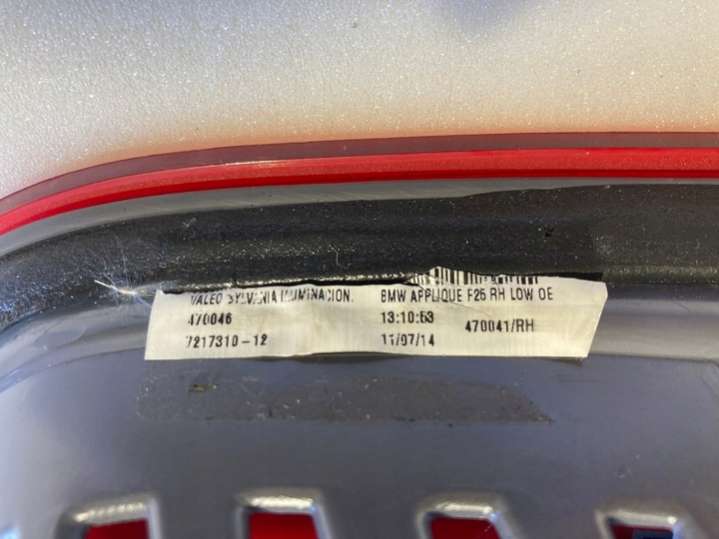 VALEO SYLVANIA ILUMINACION. BMW APPLIQUE F25 RH LOW OE
470046 13:10:53 470041/RH
7217310-12 11/07/14